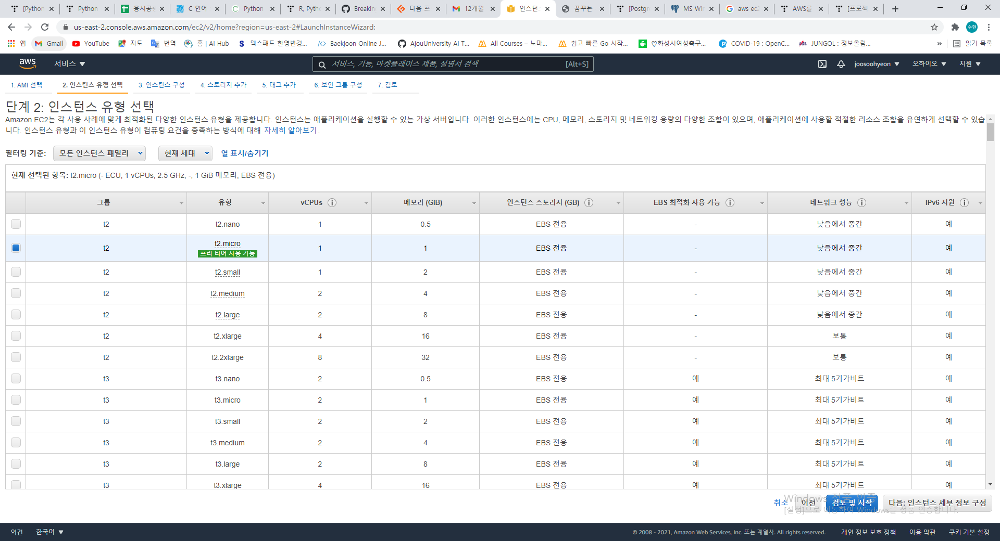 [Python
Python
응시공간
C 언어
Python
R, Pytho
Breakin
다음 프
12개월
인스턴스
꿈꾸는
[Postgr
MS Win
aws ec2
AWS를
[프로젝
us-east-2.console.aws.amazon.com/ec2/v2/home?region=us-east-2#LaunchInstanceWizard:
수현
앱 Gmail YouTube 지도 번역 홈 | AI Hub 덱스패드 한영변경... Baekjoon Online J... AjouUniversity AI T... All Courses – 노마... 쉽고 빠른 Go 시작... ♡화성시여성축구... COVID-19 : OpenC... JUNGOL : 정보올림... » 읽기 목록
aws 서비스 서비스, 기능, 마켓플레이스 제품, 설명서 검색 [Alt+S] joosoohyeon 오하이오 지원
1. AMI 선택 2. 인스턴스 유형 선택 3. 인스턴스 구성 4. 스토리지 추가 5. 태그 추가 6. 보안 그룹 구성 7. 검토
단계 2: 인스턴스 유형 선택
Amazon EC2는 각 사용 사례에 맞게 최적화된 다양한 인스턴스 유형을 제공합니다. 인스턴스는 애플리케이션을 실행할 수 있는 가상 서버입니다. 이러한 인스턴스에는 CPU, 메모리, 스토리지 및 네트워킹 용량의 다양한 조합이 있으며, 애플리케이션에 사용할 적절한 리소스 조합을 유연하게 선택할 수 있습
니다. 인스턴스 유형과 이 인스턴스 유형이 컴퓨팅 요건을 충족하는 방식에 대해 자세히 알아보기.
필터링 기준: 모든 인스턴스 패밀리 현재 세대 열 표시/숨기기
현재 선택된 항목: t2.micro (- ECU, 1 vCPUs, 2.5 GHz, -, 1 GiB 메모리, EBS 전용)
그룹 유형 vCPUs 메모리 (GiB) 인스턴스 스토리지 (GB) EBS 최적화 사용 가능 네트워크 성능 IPv6 지원
t2 t2.nano 1 0.5 EBS 전용 - 낮음에서 중간 예
t2 t2.micro 프리 티어 사용 가능 1 1 EBS 전용 - 낮음에서 중간 예
t2 t2.small 1 2 EBS 전용 - 낮음에서 중간 예
t2 t2.medium 2 4 EBS 전용 - 낮음에서 중간 예
t2 t2.large 2 8 EBS 전용 - 낮음에서 중간 예
t2 t2.xlarge 4 16 EBS 전용 - 보통 예
t2 t2.2xlarge 8 32 EBS 전용 - 보통 예
t3 t3.nano 2 0.5 EBS 전용 예 최대 5기가비트 예
t3 t3.micro 2 1 EBS 전용 예 최대 5기가비트 예
t3 t3.small 2 2 EBS 전용 예 최대 5기가비트 예
t3 t3.medium 2 4 EBS 전용 예 최대 5기가비트 예
t3 t3.large 2 8 EBS 전용 예 최대 5기가비트 예
t3 t3.xlarge 4 16 EBS 전용 예 최대 5기가비트 예
Windows 정품 인증
취소 이전 검토 및 시작 다음: 인스턴스 세부 정보 구성
[설정]으로 이동하여 Windows를 정품 인증합니다.
의견 한국어 © 2008 - 2021, Amazon Web Services, Inc. 또는 계열사. All rights reserved. 개인 정보 보호 정책 이용 약관 쿠키 기본 설정